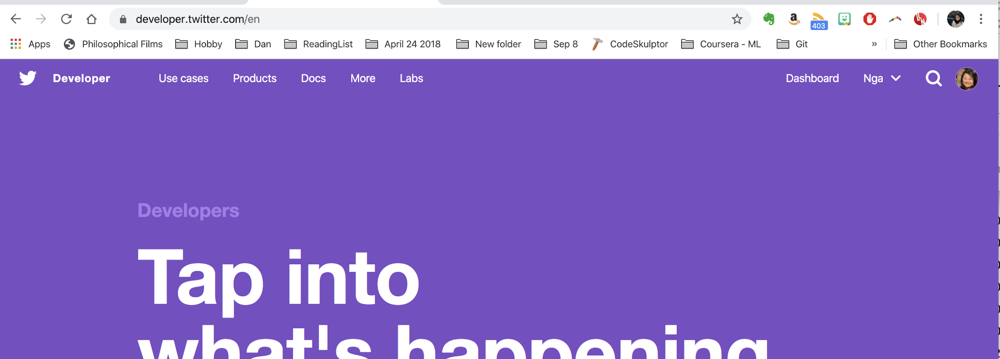 developer.twitter.com/en
a
403
LLN
Apps Philosophical Films Hobby Dan ReadingList April 24 2018 New folder Sep 8 CodeSkulptor Coursera - ML Git » Other Bookmarks
Developer Use cases Products Docs More Labs Dashboard Nga
Developers
Tap into
what's happening